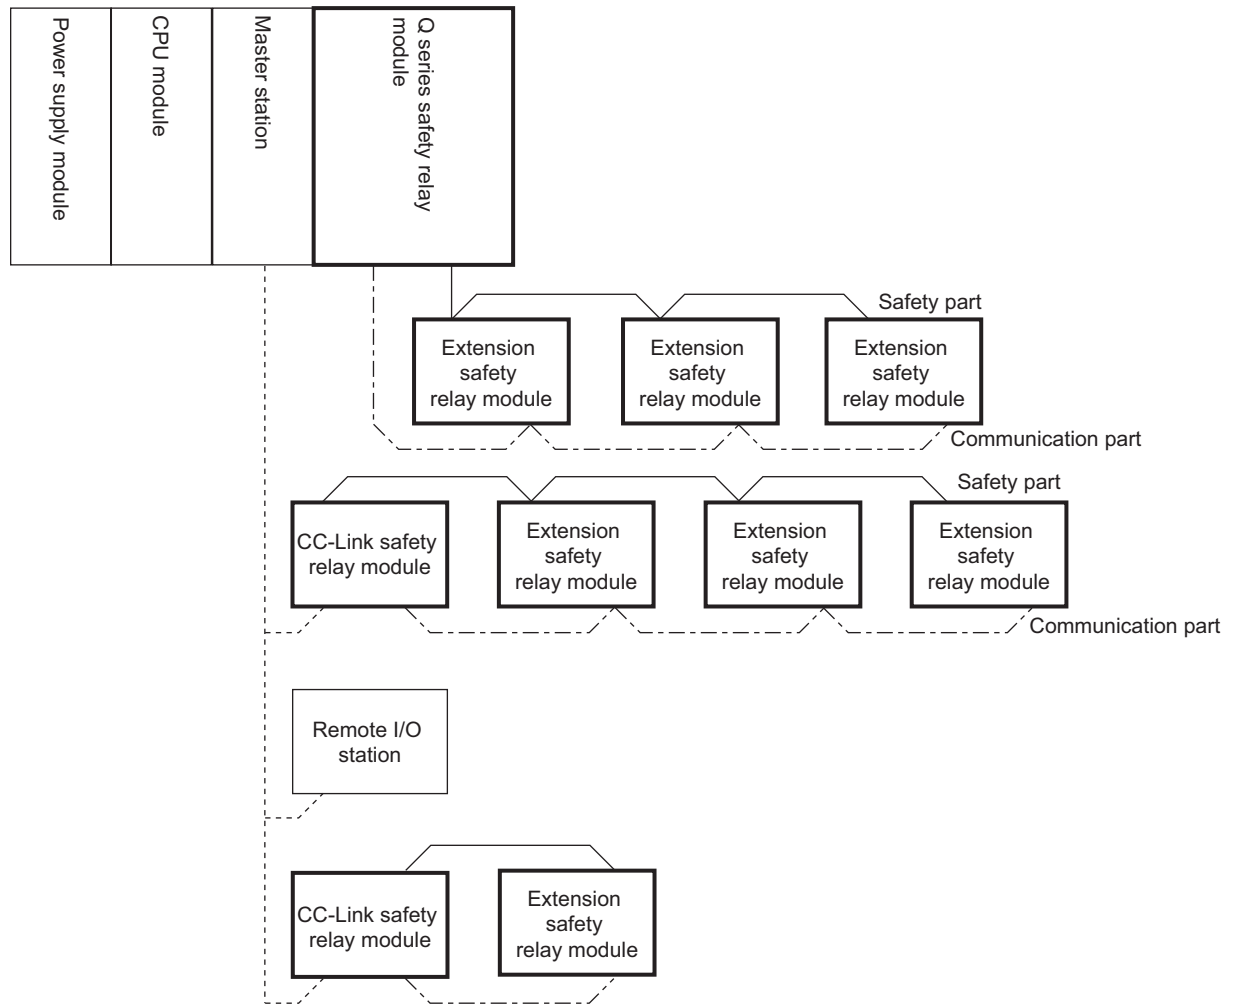 Power supply module
CPU module
Master station
Q series safety relay
module
Safety part
Extension
safety
relay module
Extension
safety
relay module
Extension
safety
relay module
Communication part
Safety part
CC-Link safety
relay module
Extension
safety
relay module
Extension
safety
relay module
Extension
safety
relay module
Communication part
Remote I/O
station
CC-Link safety
relay module
Extension
safety
relay module